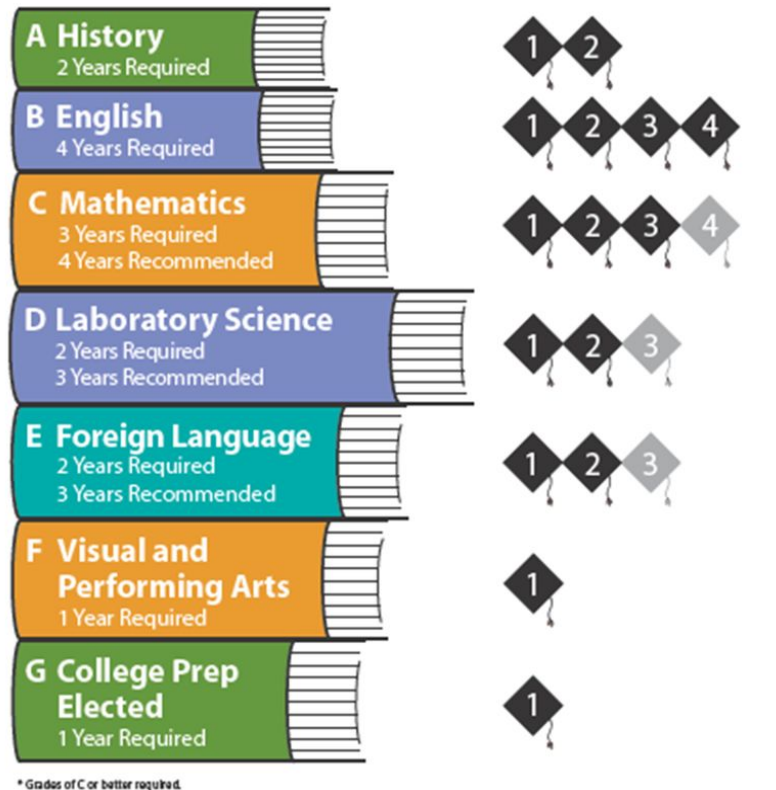 A History
2 Years Required
1 2
B English
4 Years Required
1 2 3 4
C Mathematics
3 Years Required
4 Years Recommended
1 2 3 4
D Laboratory Science
2 Years Required
3 Years Recommended
1 2 3
E Foreign Language
2 Years Required
3 Years Recommended
1 2 3
F Visual and
Performing Arts
1 Year Required
1
G College Prep
Elected
1 Year Required
1
* Grades of C or better required.